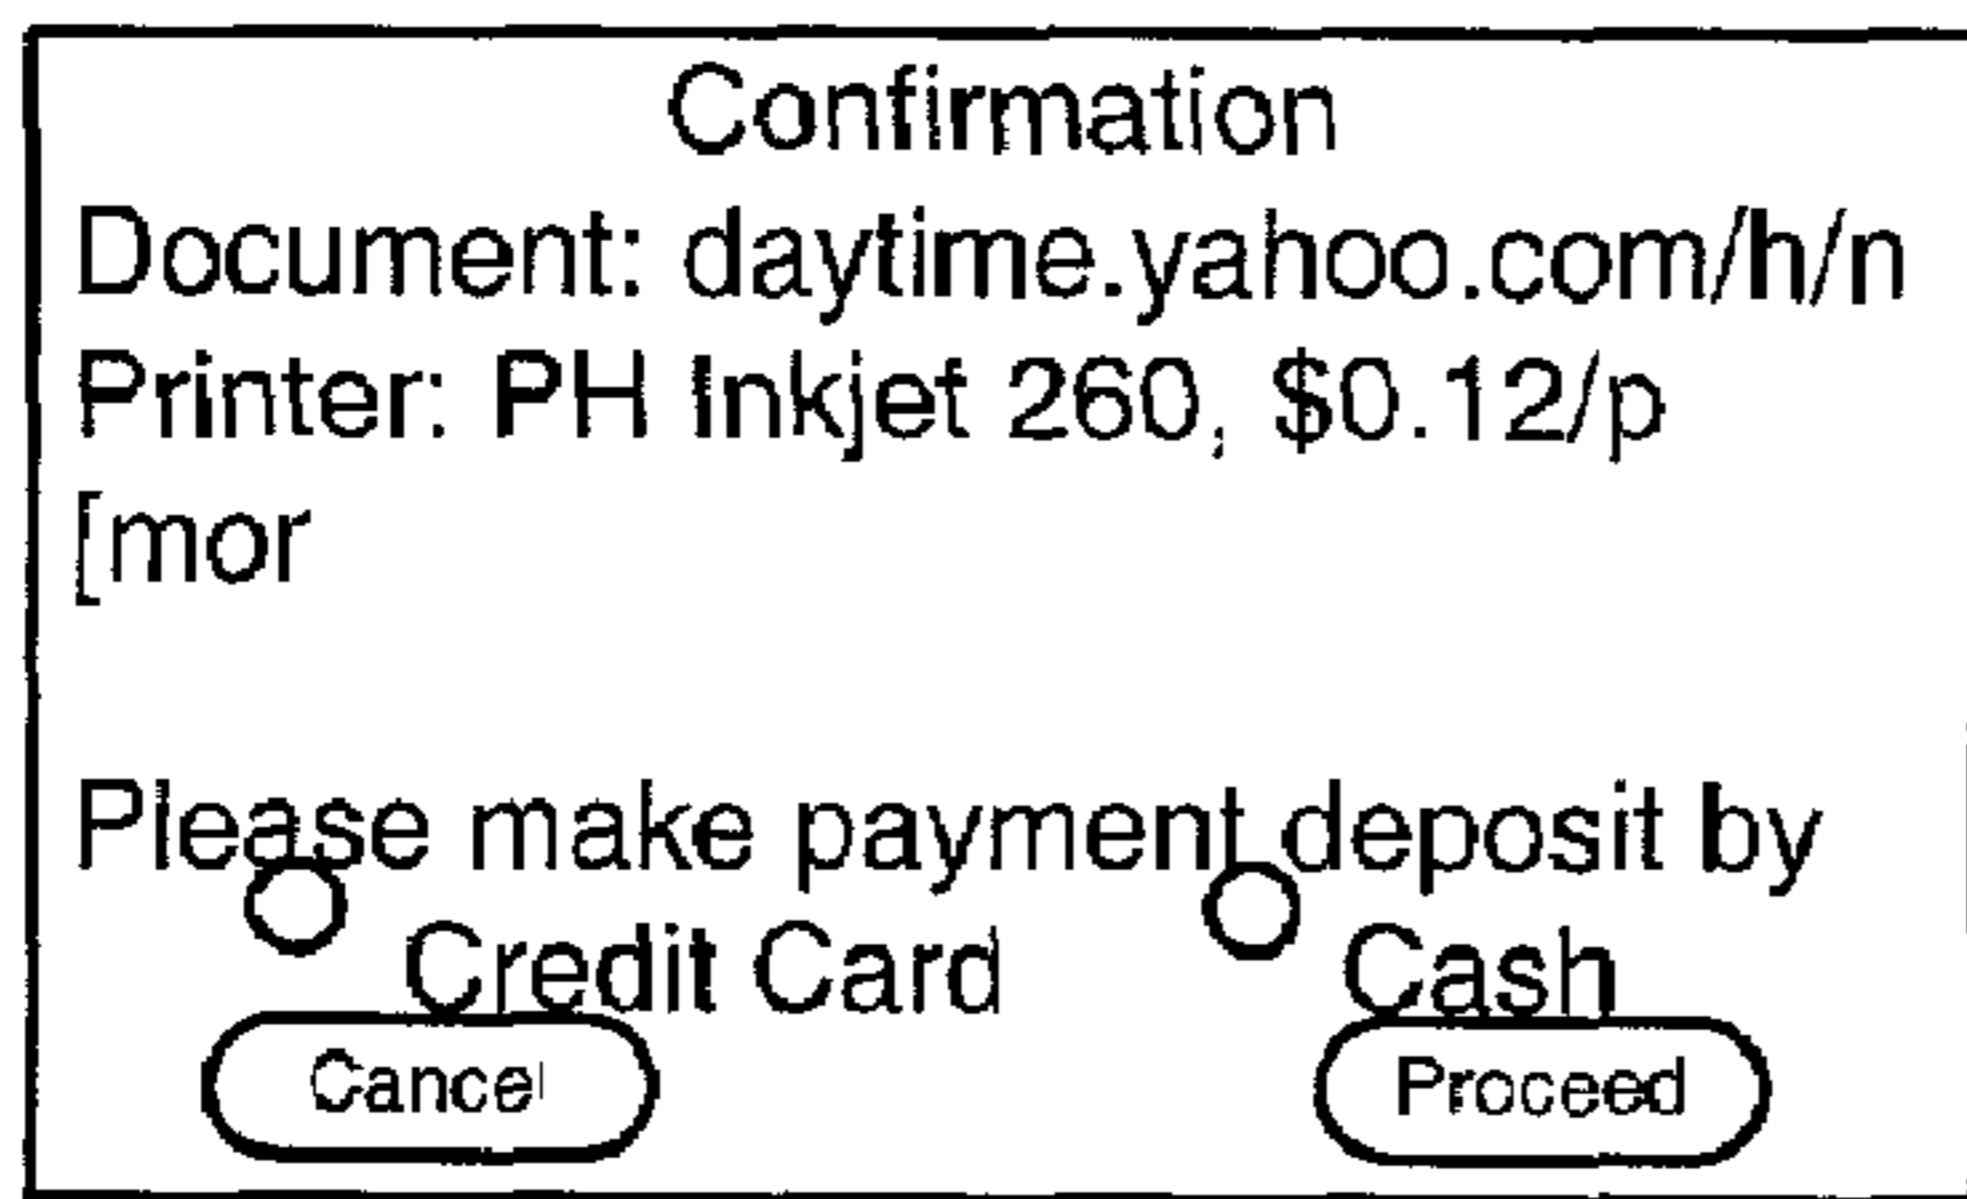 Confirmation
Document: daytime.yahoo.com/h/n
Printer: PH Inkjet 260, $0.12/p
[mor
Please make payment deposit by
Credit Card Cash
Cancel Proceed